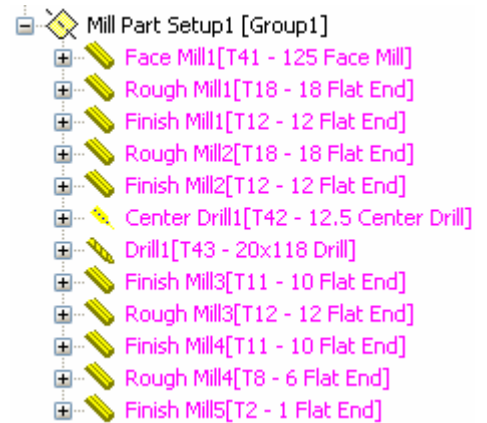 Mill Part Setup1 [Group1]
Face Mill1[T41 - 125 Face Mill]
Rough Mill1[T18 - 18 Flat End]
Finish Mill1[T12 - 12 Flat End]
Rough Mill2[T18 - 18 Flat End]
Finish Mill2[T12 - 12 Flat End]
Center Drill1[T42 - 12.5 Center Drill]
Drill1[T43 - 20x118 Drill]
Finish Mill3[T11 - 10 Flat End]
Rough Mill3[T12 - 12 Flat End]
Finish Mill4[T11 - 10 Flat End]
Rough Mill4[T8 - 6 Flat End]
Finish Mill5[T2 - 1 Flat End]